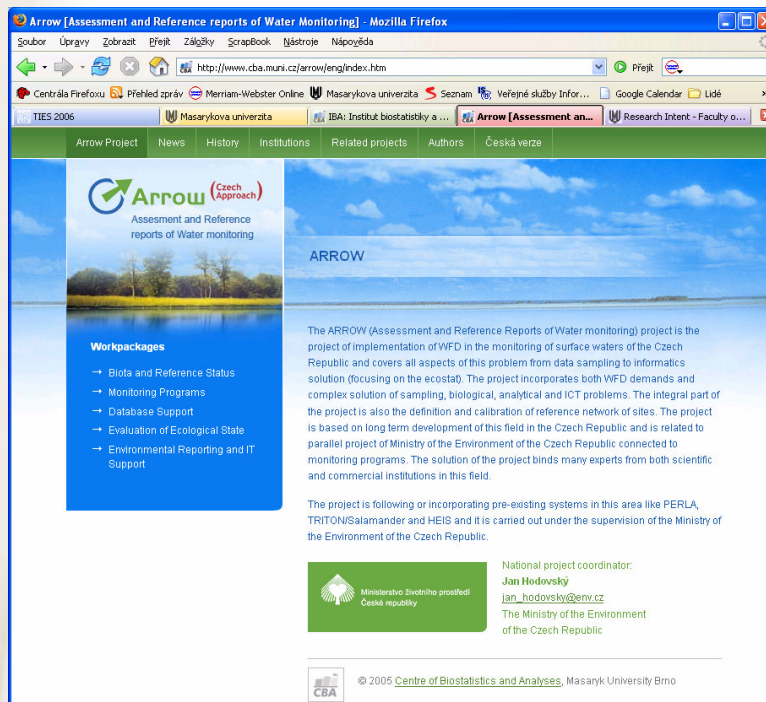 Arrow [Assessment and Reference reports of Water Monitoring] - Mozilla Firefox
Soubor Úpravy Zobrazit Přejít Záložky ScrapBook Nástroje Nápověda
http://www.cba.muni.cz/arrow/eng/index.htm Přejít
Centrála Firefoxu Přehled zpráv Merriam-Webster Online Masarykova univerzita Seznam Veřejné služby Infor... Google Calendar Lidé
TIES 2006 Masarykova univerzita IBA: Institut biostatistiky a ... Arrow [Assessment an... Research Intent - Faculty o...
Arrow Project News History Institutions Related projects Authors Česká verze
Arrow (Czech Approach)
Assesment and Reference
reports of Water monitoring
ARROW
Workpackages
→ Biota and Reference Status
→ Monitoring Programs
→ Database Support
→ Evaluation of Ecological State
→ Environmental Reporting and IT
Support
The ARROW (Assessment and Reference Reports of Water monitoring) project is the
project of implementation of WFD in the monitoring of surface waters of the Czech
Republic and covers all aspects of this problem from data sampling to informatics
solution (focusing on the ecostat). The project incorporates both WFD demands and
complex solution of sampling, biological, analytical and ICT problems. The integral part of
the project is also the definition and calibration of reference network of sites. The project
is based on long term development of this field in the Czech Republic and is related to
parallel project of Ministry of the Environment of the Czech Republic connected to
monitoring programs. The solution of the project binds many experts from both scientific
and commercial institutions in this field.
The project is following or incorporating pre-existing systems in this area like PERLA,
TRITON/Salamander and HEIS and it is carried out under the supervision of the Ministry of
the Environment of the Czech Republic.
Ministerstvo životního prostředí
České republiky
National project coordinator:
Jan Hodovský
jan_hodovsky@env.cz
The Ministry of the Environment
of the Czech Republic
CBA
© 2005 Centre of Biostatistics and Analyses, Masaryk University Brno